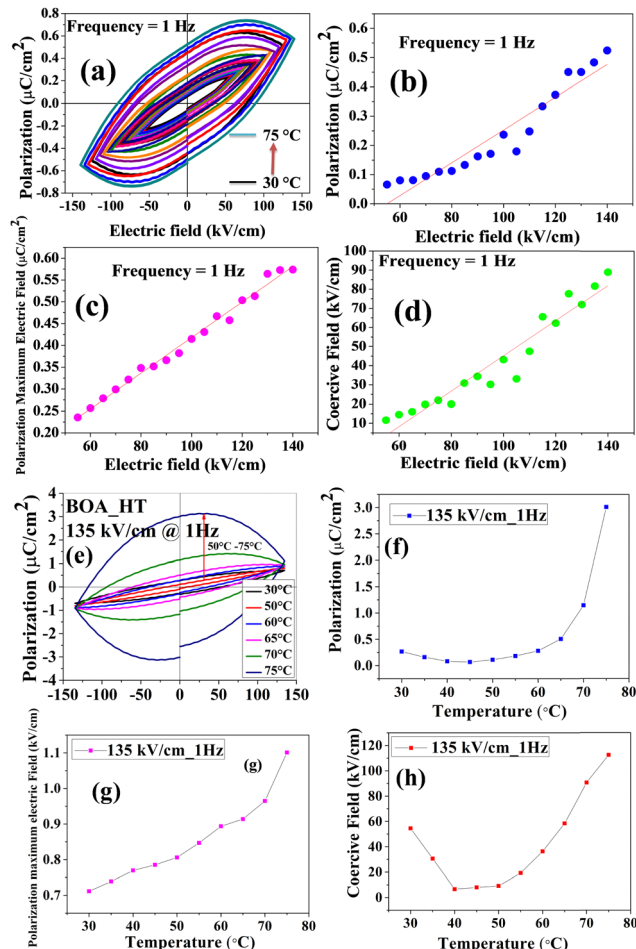 Frequency = 1 Hz
(a)
75 °C
30 °C
Polarization (μC/cm²)
0.8
0.6
0.4
0.2
0.0
-0.2
-0.4
-0.6
-0.8
-150 -100 -50 0 50 100 150
Electric field (kV/cm)
Frequency = 1 Hz
(b)
Polarization (μC/cm²)
0.6
0.5
0.4
0.3
0.2
0.1
0.0
60 80 100 120 140
Electric field (kV/cm)
Frequency = 1 Hz
(c)
Polarization Maximum Electric Field (μC/cm²)
0.60
0.55
0.50
0.45
0.40
0.35
0.30
0.25
0.20
60 80 100 120 140
Electric field (kV/cm)
Frequency = 1 Hz
(d)
Coercive Field (kV/cm)
100
90
80
70
60
50
40
30
20
10
0
60 80 100 120 140
Electric field (kV/cm)
BOA_HT
135 kV/cm @ 1Hz
(e)
50°C -75°C
30°C
50°C
60°C
65°C
70°C
75°C
Polarization (μC/cm²)
4
3
2
1
0
-1
-2
-3
-4
-150 -100 -50 0 50 100 150
Electric field (kV/cm)
135 kV/cm_1Hz
(f)
Polarization (μC/cm²)
3.0
2.5
2.0
1.5
1.0
0.5
0.0
30 40 50 60 70 80
Temperature (°C)
135 kV/cm_1Hz
(g)
(g)
Polarization maximum electric Field (kV/cm)
1.1
1.0
0.9
0.8
0.7
30 40 50 60 70 80
Temperature (°C)
135 kV/cm_1Hz
(h)
Coercive Field (kV/cm)
120
100
80
60
40
20
0
30 40 50 60 70 80
Temperature (°C)